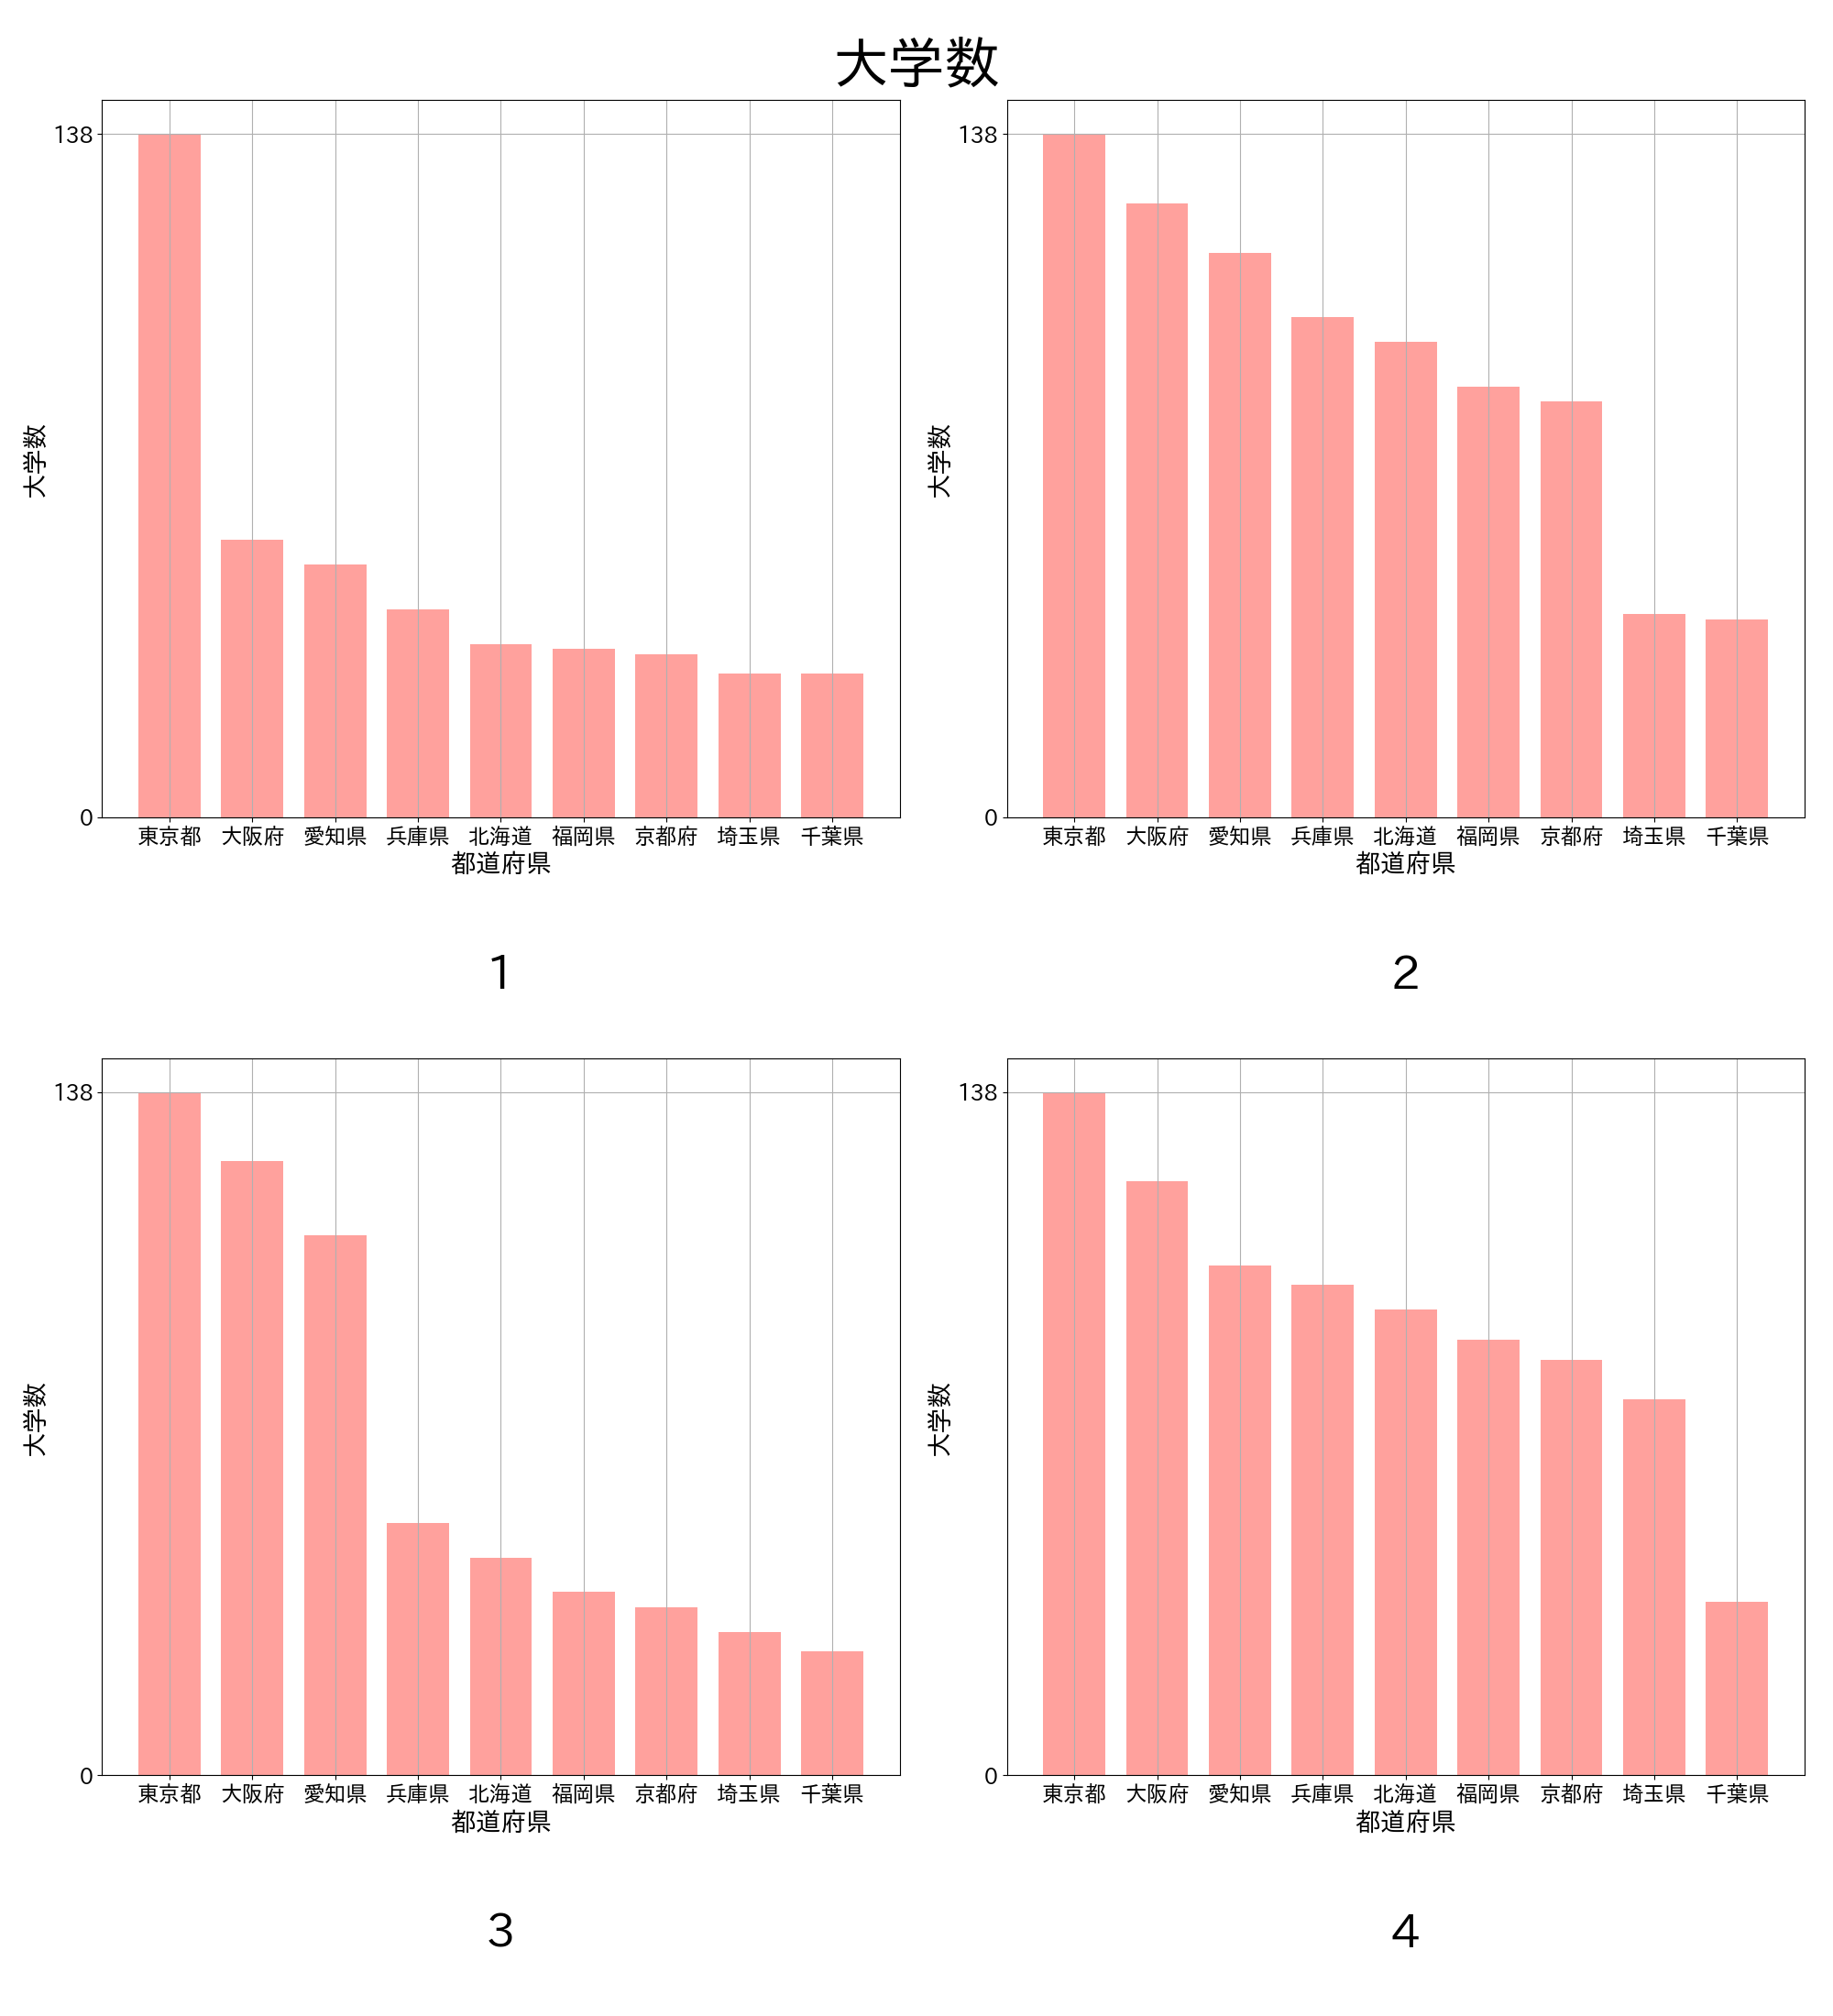 大学数
138
大学数
0
東京都 大阪府 愛知県 兵庫県 北海道 福岡県 京都府 埼玉県 千葉県
都道府県
1
138
大学数
0
東京都 大阪府 愛知県 兵庫県 北海道 福岡県 京都府 埼玉県 千葉県
都道府県
2
138
大学数
0
東京都 大阪府 愛知県 兵庫県 北海道 福岡県 京都府 埼玉県 千葉県
都道府県
3
138
大学数
0
東京都 大阪府 愛知県 兵庫県 北海道 福岡県 京都府 埼玉県 千葉県
都道府県
4